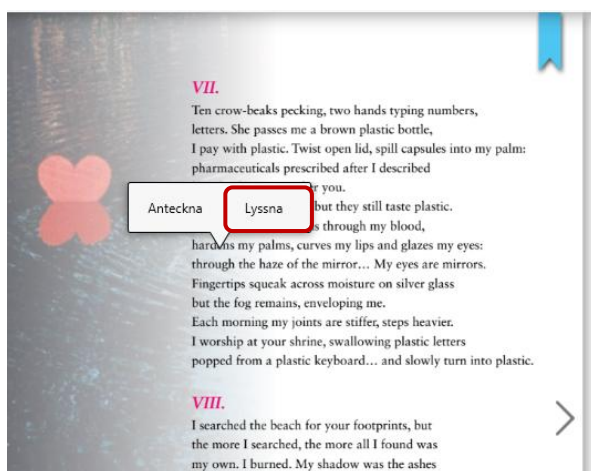 VII.
Ten crow-beaks pecking, two hands typing numbers,
letters. She passes me a brown plastic bottle,
I pay with plastic. Twist open lid, spill capsules into my palm:
pharmaceuticals prescribed after I described
you.
Anteckna
Lyssna
but they still taste plastic.
through my blood,
hardens my palms, curves my lips and glazes my eyes:
through the haze of the mirror… My eyes are mirrors.
Fingertips squeak across moisture on silver glass
but the fog remains, enveloping me.
Each morning my joints are stiffer, steps heavier.
I worship at your shrine, swallowing plastic letters
popped from a plastic keyboard… and slowly turn into plastic.
VIII.
I searched the beach for your footprints, but
the more I searched, the more all I found was
my own. I burned. My shadow was the ashes